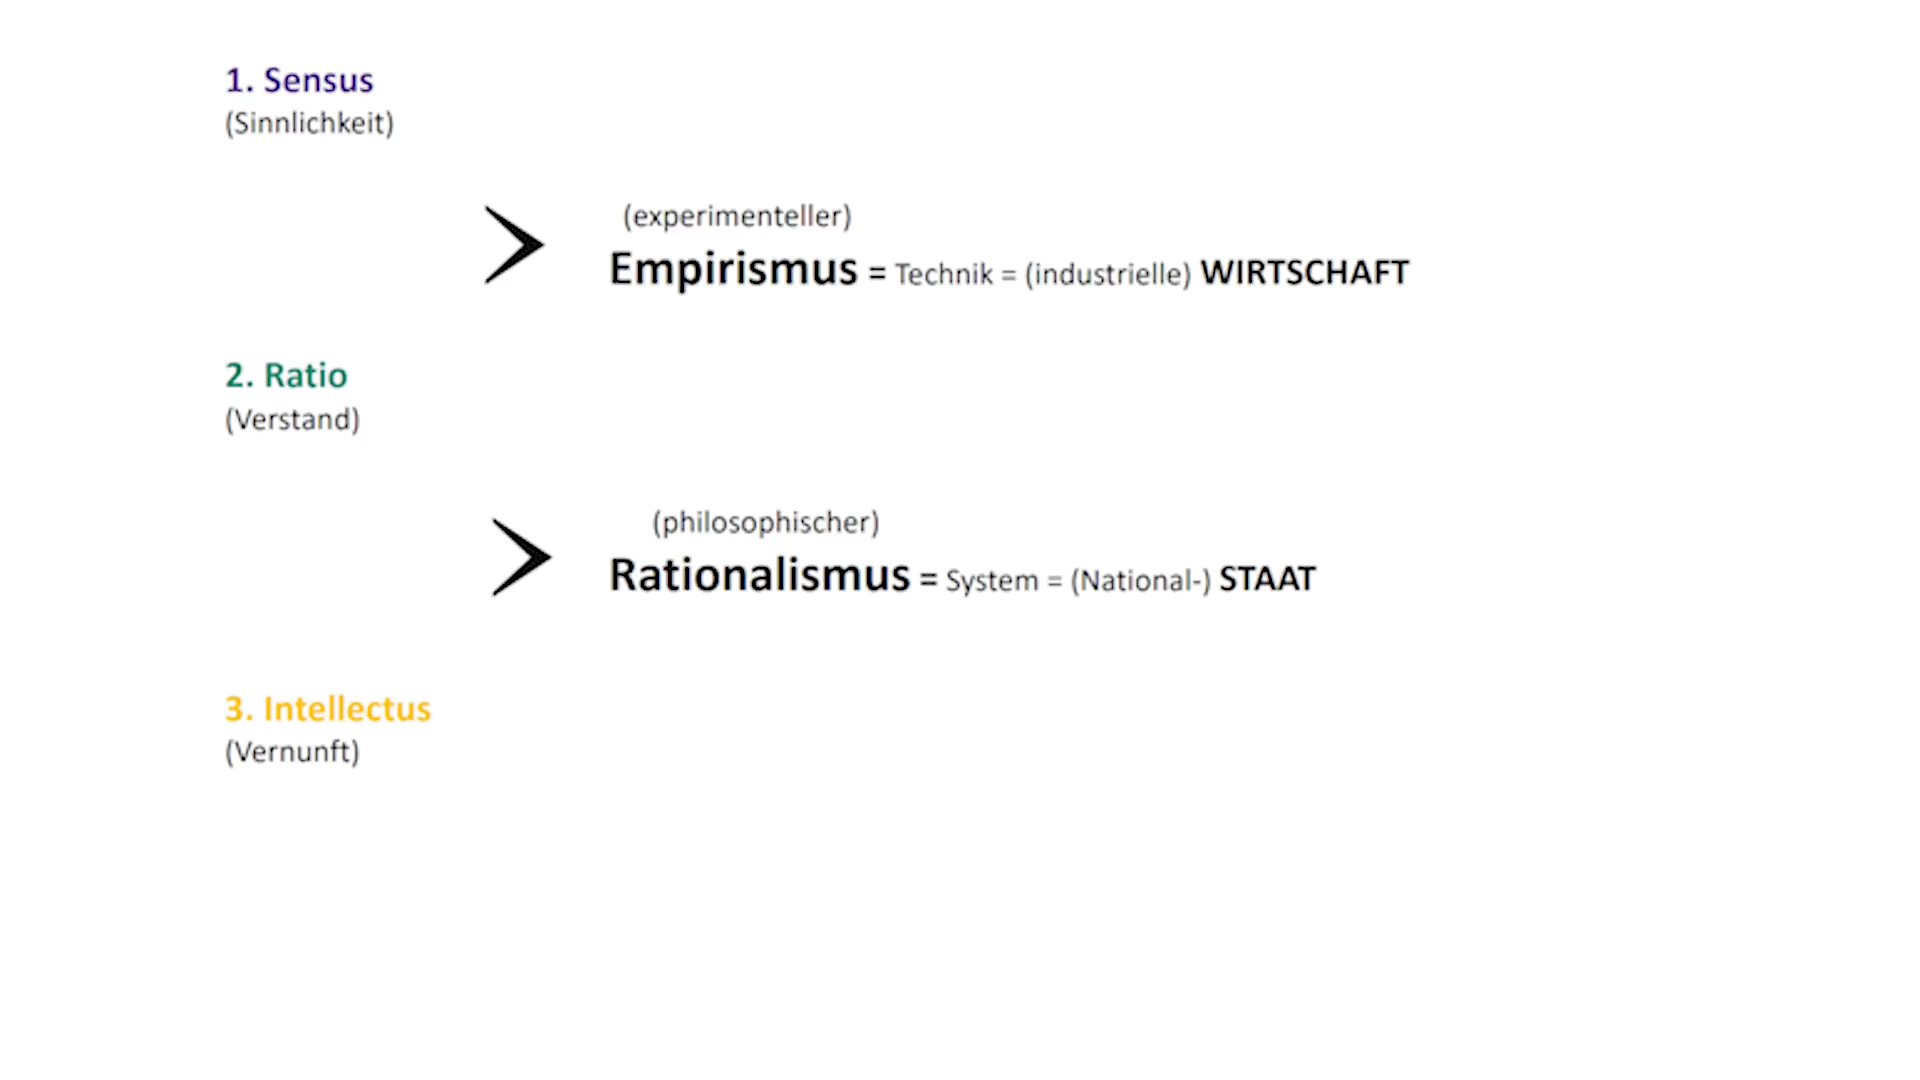 1. Sensus
(Sinnlichkeit)
(experimenteller)
Empirismus = Technik = (industrielle) WIRTSCHAFT
2. Ratio
(Verstand)
(philosophischer)
Rationalismus = System = (National-) STAAT
3. Intellectus
(Vernunft)